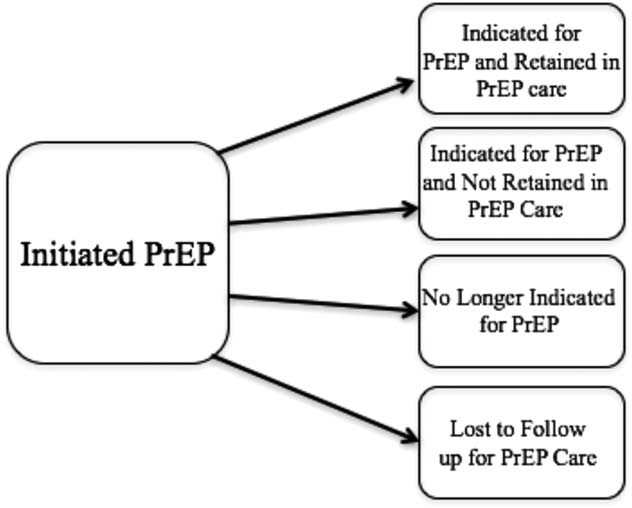 Initiated PrEP
Indicated for
PrEP and Retained in
PrEP care
Indicated for PrEP
and Not Retained in
PrEP Care
No Longer Indicated
for PrEP
Lost to Follow
up for PrEP Care